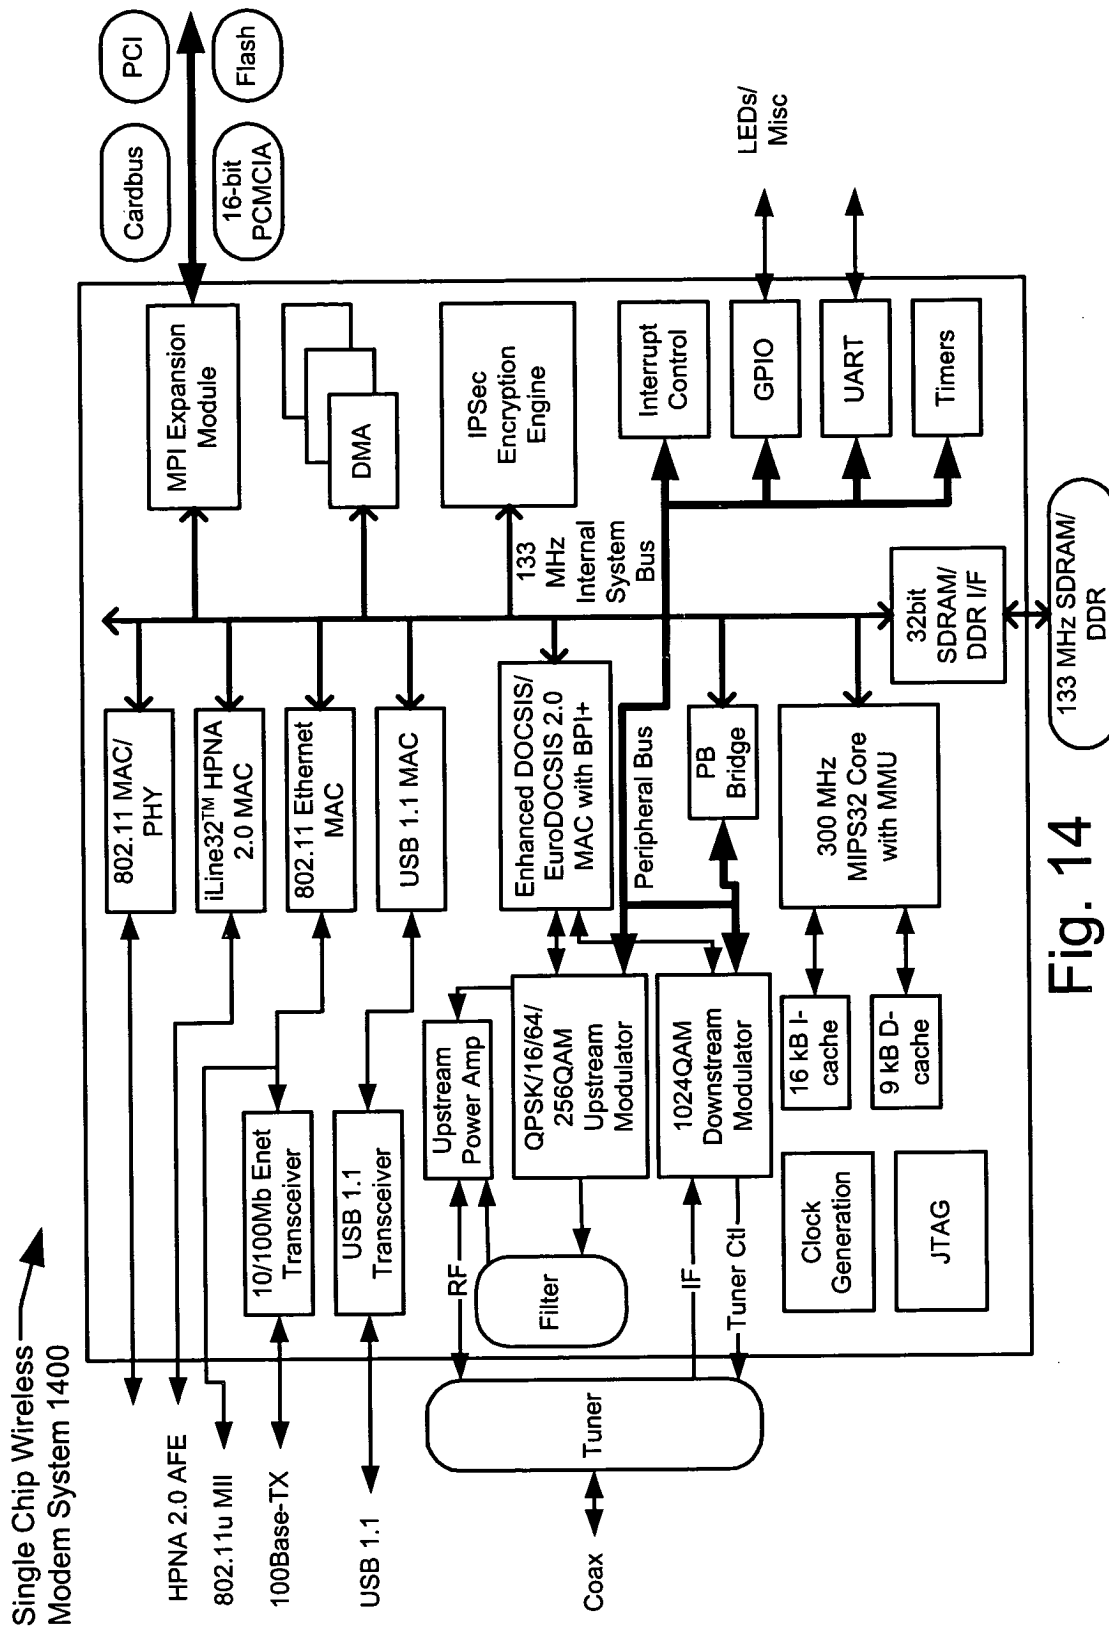 Single Chip Wireless
Modem System 1400
HPNA 2.0 AFE
802.11u MII
100Base-TX
USB 1.1
Coax
Tuner
RF
IF
Tuner Ctl
Filter
10/100Mb Enet
Transceiver
USB 1.1
Transceiver
Upstream
Power Amp
QPSK/16/64/
256QAM
Upstream
Modulator
1024QAM
Downstream
Modulator
Clock
Generation
JTAG
16 kB I-
cache
9 kB D-
cache
802.11 MAC/
PHY
iLine32™ HPNA
2.0 MAC
802.11 Ethernet
MAC
USB 1.1 MAC
Enhanced DOCSIS/
EuroDOCSIS 2.0
MAC with BPI+
Peripheral Bus
PB
Bridge
300 MHz
MIPS32 Core
with MMU
133
MHz
Internal
System
Bus
32bit
SDRAM/
DDR I/F
133 MHz SDRAM/
DDR
MPI Expansion
Module
DMA
IPSec
Encryption
Engine
Interrupt
Control
GPIO
UART
Timers
Cardbus
PCI
16-bit
PCMCIA
Flash
LEDs/
Misc
Fig. 14